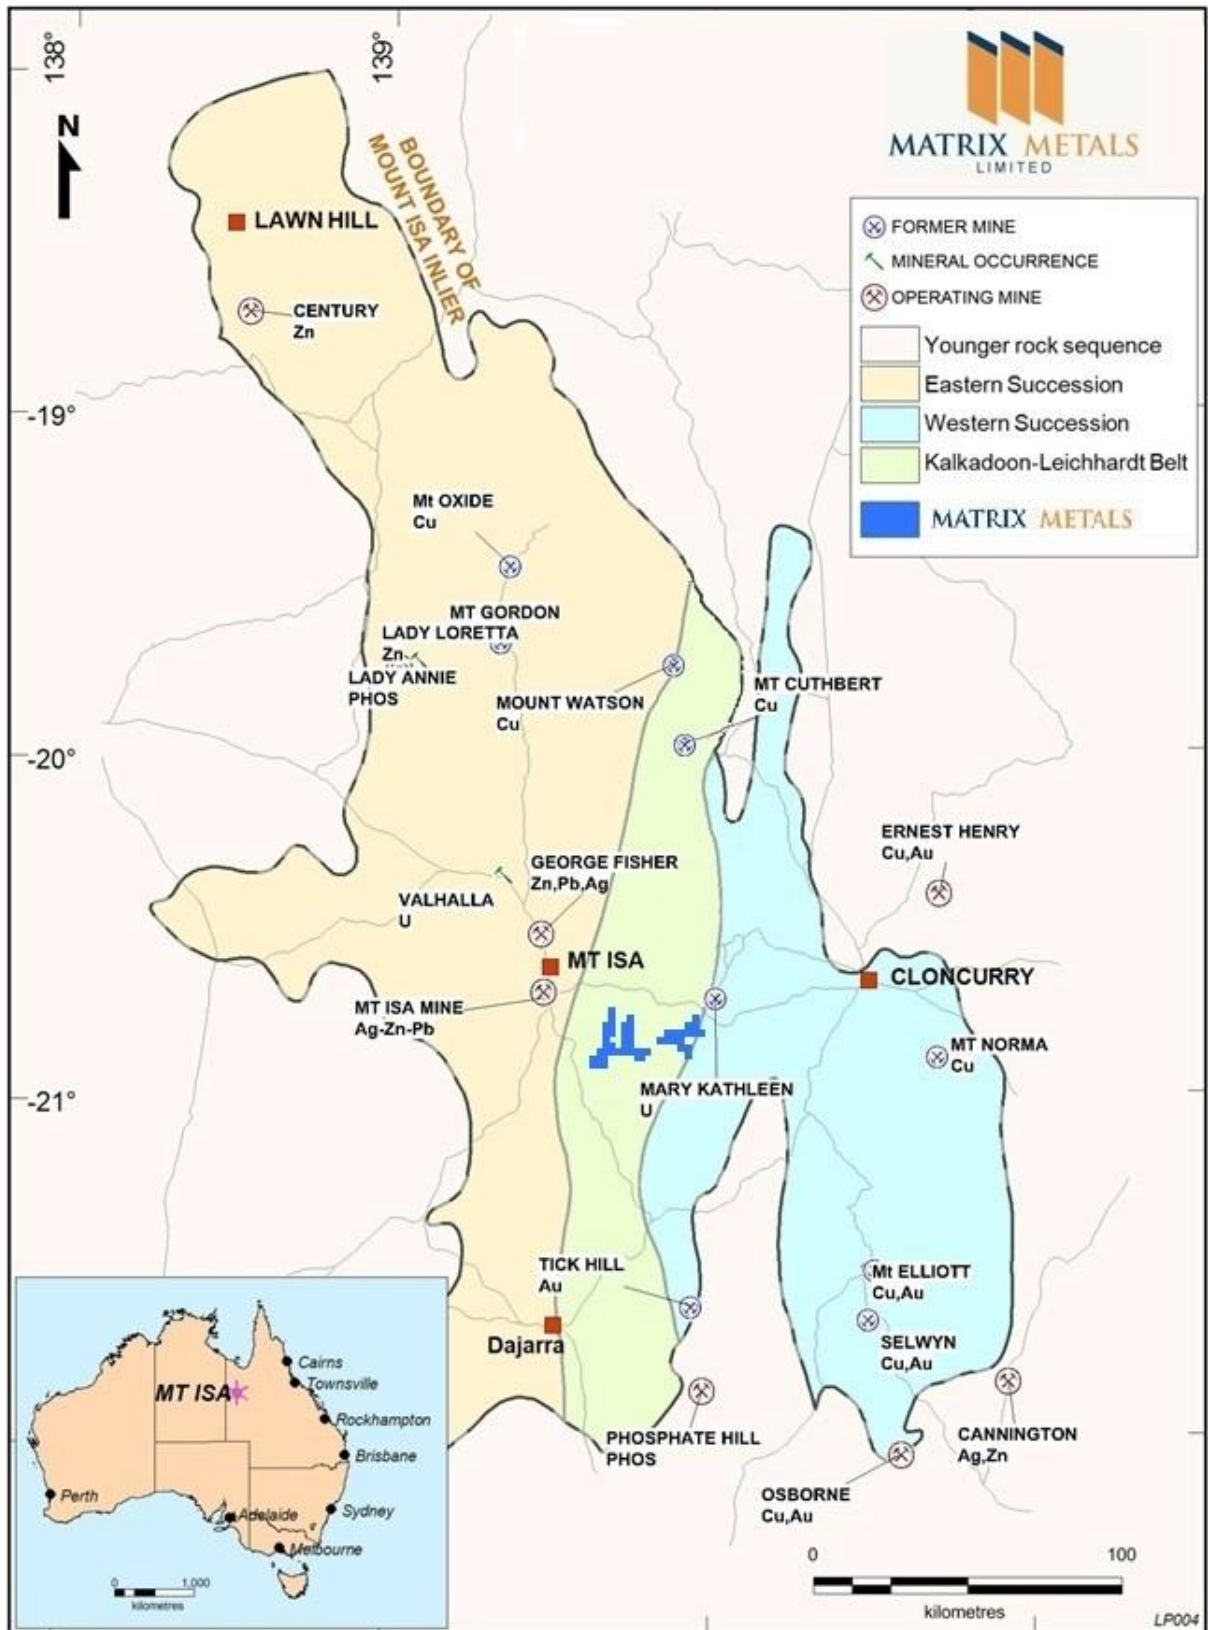 138°
139°
N
BOUNDARY OF
MOUNT ISA INLIER
MATRIX METALS
LIMITED
FORMER MINE
MINERAL OCCURRENCE
OPERATING MINE
Younger rock sequence
Eastern Succession
Western Succession
Kalkadoon-Leichhardt Belt
MATRIX METALS
LAWN HILL
CENTURY
Zn
-19°
Mt OXIDE
Cu
MT GORDON
LADY LORETTA
Zn
LADY ANNIE
PHOS
MOUNT WATSON
Cu
MT CUTHBERT
Cu
-20°
ERNEST HENRY
Cu,Au
GEORGE FISHER
Zn,Pb,Ag
VALHALLA
U
MT ISA
CLONCURRY
MT ISA MINE
Ag-Zn-Pb
MT NORMA
Cu
MARY KATHLEEN
U
-21°
TICK HILL
Au
Mt ELLIOTT
Cu,Au
Dajarra
SELWYN
Cu,Au
PHOSPHATE HILL
PHOS
CANNINGTON
Ag,Zn
OSBORNE
Cu,Au
MT ISA
Cairns
Townsville
Rockhampton
Brisbane
Perth
Adelaide
Sydney
Melbourne
0 1,000
kilometres
0 100
kilometres
LP004